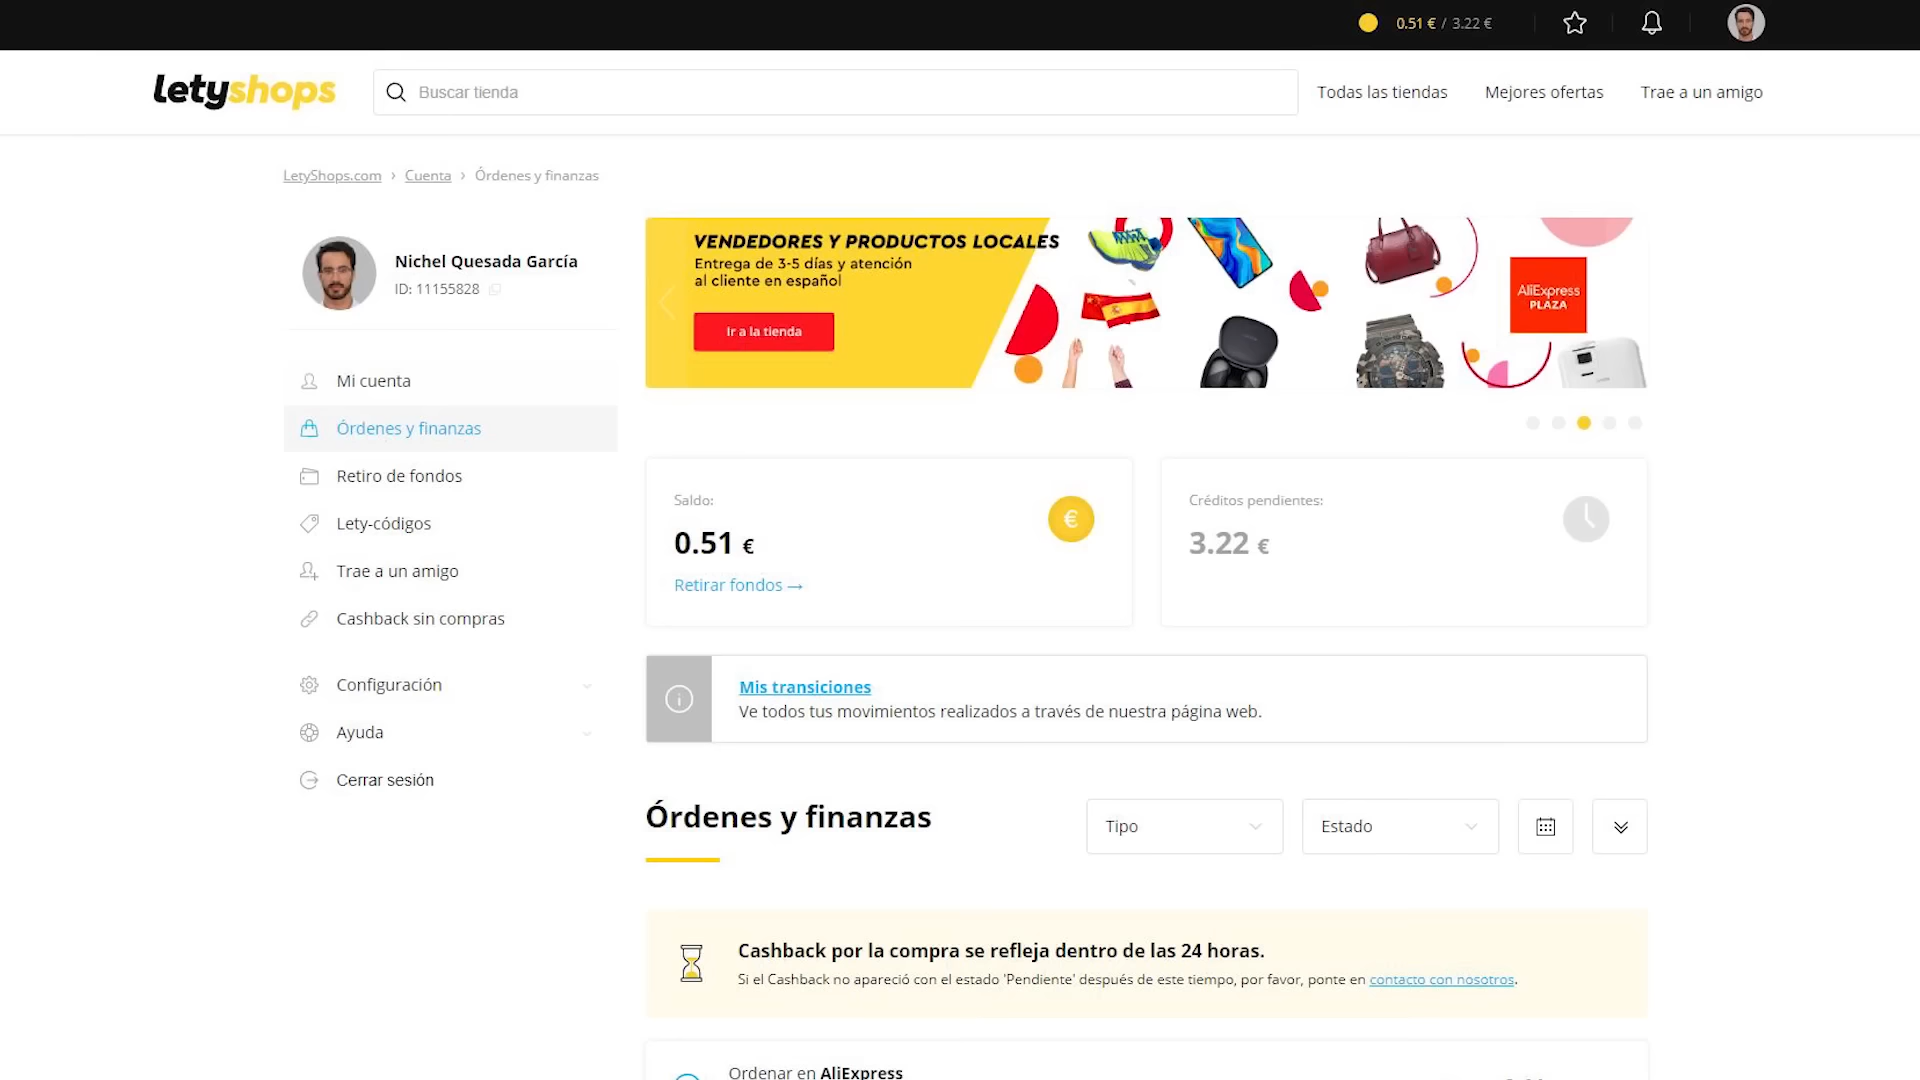 0.51 € / 3.22 €
letyshops
Buscar tienda
Todas las tiendas
Mejores ofertas
Trae a un amigo
LetyShops.com › Cuenta › Órdenes y finanzas
Nichel Quesada García
ID: 11155828
Mi cuenta
Órdenes y finanzas
Retiro de fondos
Lety-códigos
Trae a un amigo
Cashback sin compras
Configuración
Ayuda
Cerrar sesión
VENDEDORES Y PRODUCTOS LOCALES
Entrega de 3-5 días y atención
al cliente en español
Ir a la tienda
AliExpress
PLAZA
Saldo:
0.51 €
€
Retirar fondos →
Créditos pendientes:
3.22 €
Mis transiciones
Ve todos tus movimientos realizados a través de nuestra página web.
Órdenes y finanzas
Tipo
Estado
Cashback por la compra se refleja dentro de las 24 horas.
Si el Cashback no apareció con el estado 'Pendiente' después de este tiempo, por favor, ponte en contacto con nosotros.
Ordenar en AliExpress